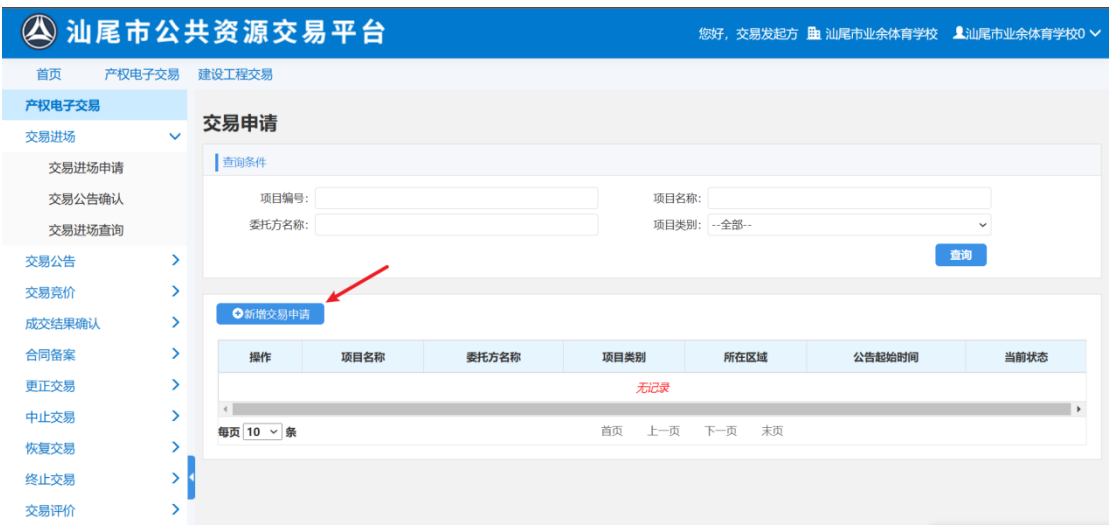 汕尾市公共资源交易平台
您好，交易发起方 汕尾市业余体育学校 汕尾市业余体育学校0
首页 产权电子交易 建设工程交易
产权电子交易
交易进场
交易进场申请
交易公告确认
交易进场查询
交易公告
交易竞价
成交结果确认
合同备案
更正交易
中止交易
恢复交易
终止交易
交易评价
交易申请
查询条件
项目编号： 项目名称：
委托方名称： 项目类别： --全部--
查询
新增交易申请
操作 项目名称 委托方名称 项目类别 所在区域 公告起始时间 当前状态
无记录
每页 10 条 首页 上一页 下一页 末页